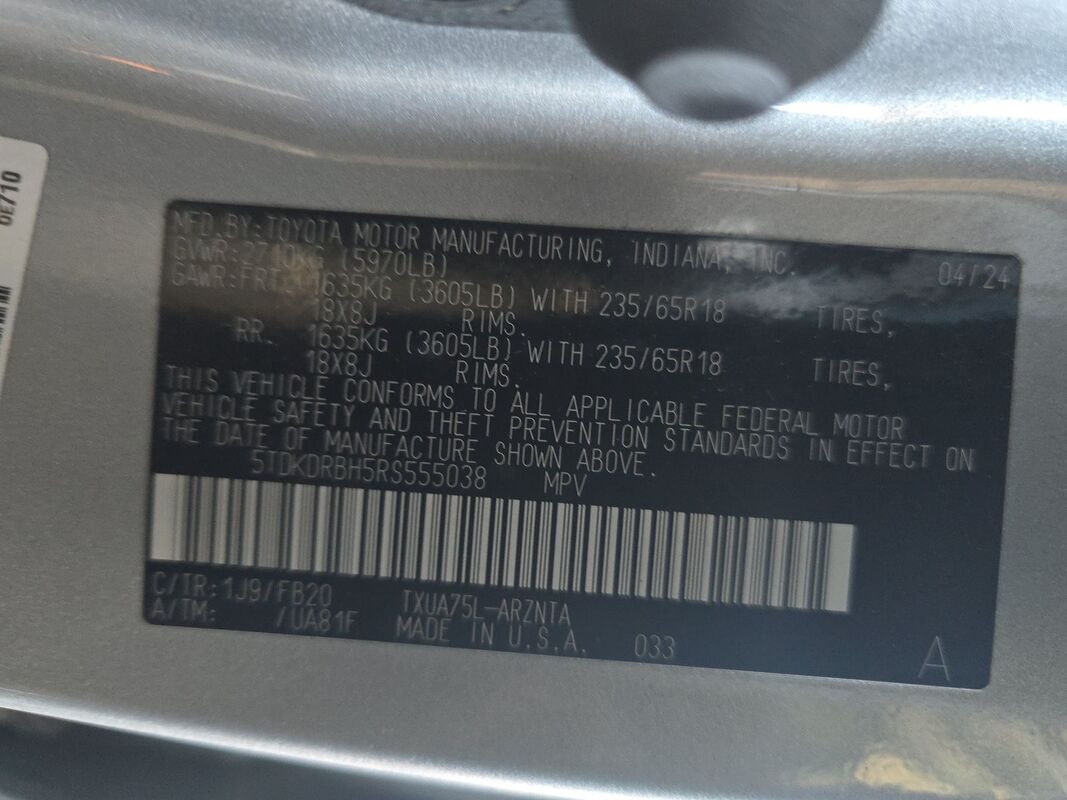 OE710
MFD.BY:TOYOTA MOTOR MANUFACTURING, INDIANA, INC. 04/24
GVWR:2710KG (5970LB)
GAWR:FRT. 1635KG (3605LB) WITH 235/65R18 TIRES,
18X8J RIMS.
RR. 1635KG (3605LB) WITH 235/65R18 TIRES,
18X8J RIMS.
THIS VEHICLE CONFORMS TO ALL APPLICABLE FEDERAL MOTOR
VEHICLE SAFETY AND THEFT PREVENTION STANDARDS IN EFFECT ON
THE DATE OF MANUFACTURE SHOWN ABOVE.
5TDKDRBH5RS555038 MPV
C/TR:1J9/FB20 TXUA75L-ARZNTA
A/TM: /UA81F MADE IN U.S.A. 033
A